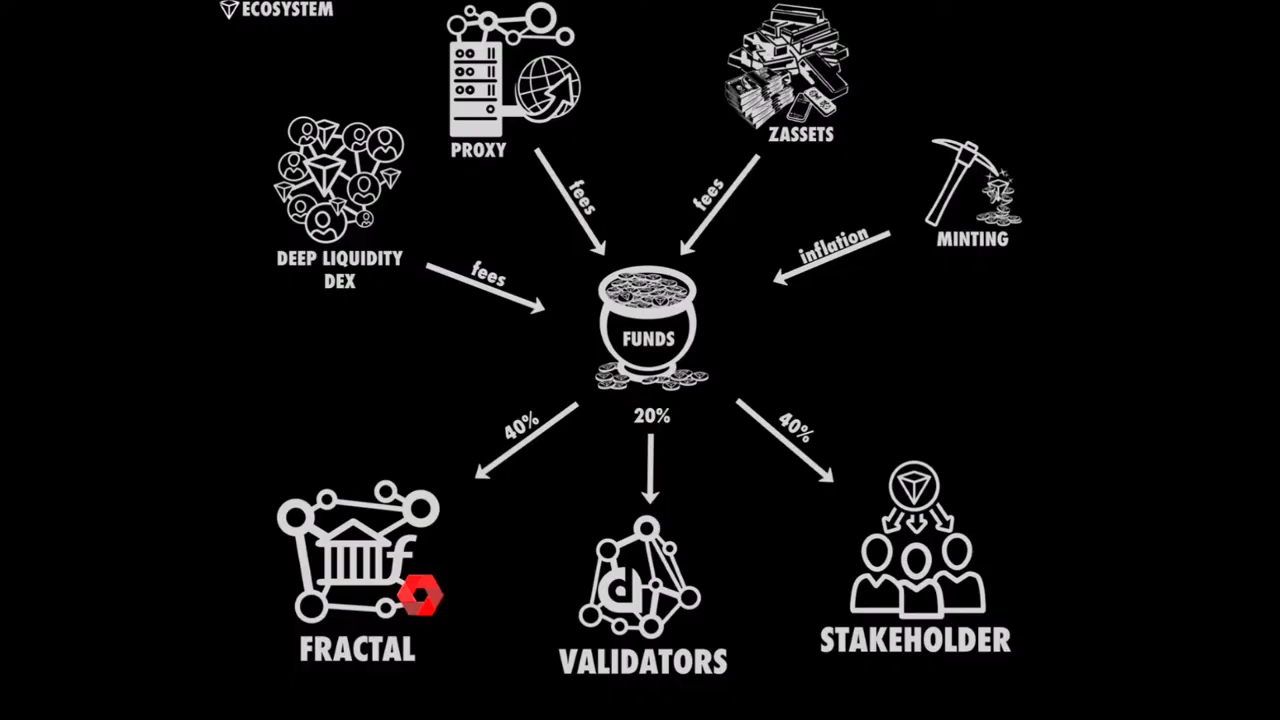 ECOSYSTEM
PROXY
ZASSETS
DEEP LIQUIDITY
DEX
MINTING
fees
fees
fees
inflation
FUNDS
40%
20%
40%
FRACTAL
VALIDATORS
STAKEHOLDER